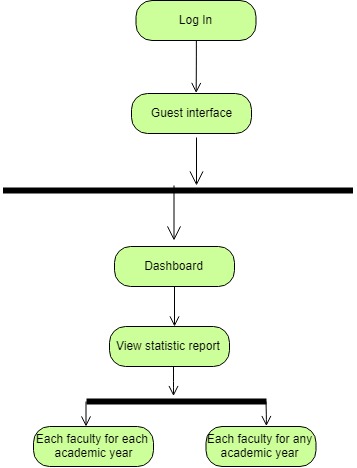 Log In
Guest interface
Dashboard
View statistic report
Each faculty for each
academic year
Each faculty for any
academic year